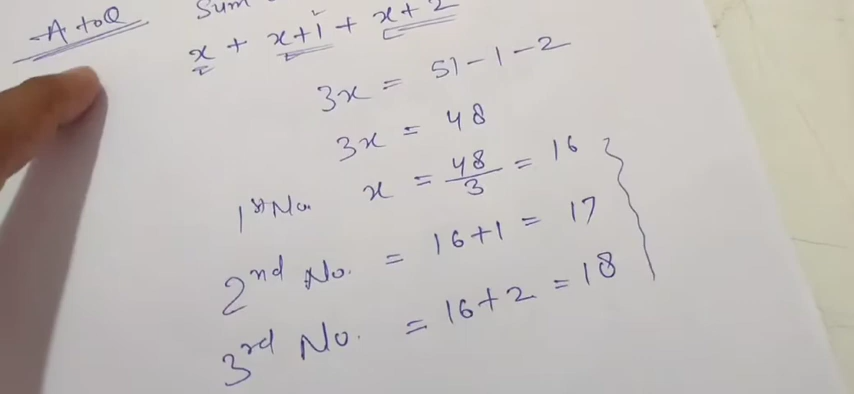 A to Q
Sum
x + x+1 + x+2
3x = 51-1-2
3x = 48
1st No. x = 48/3 = 16
2nd No. = 16+1 = 17
3rd No. = 16+2 = 18